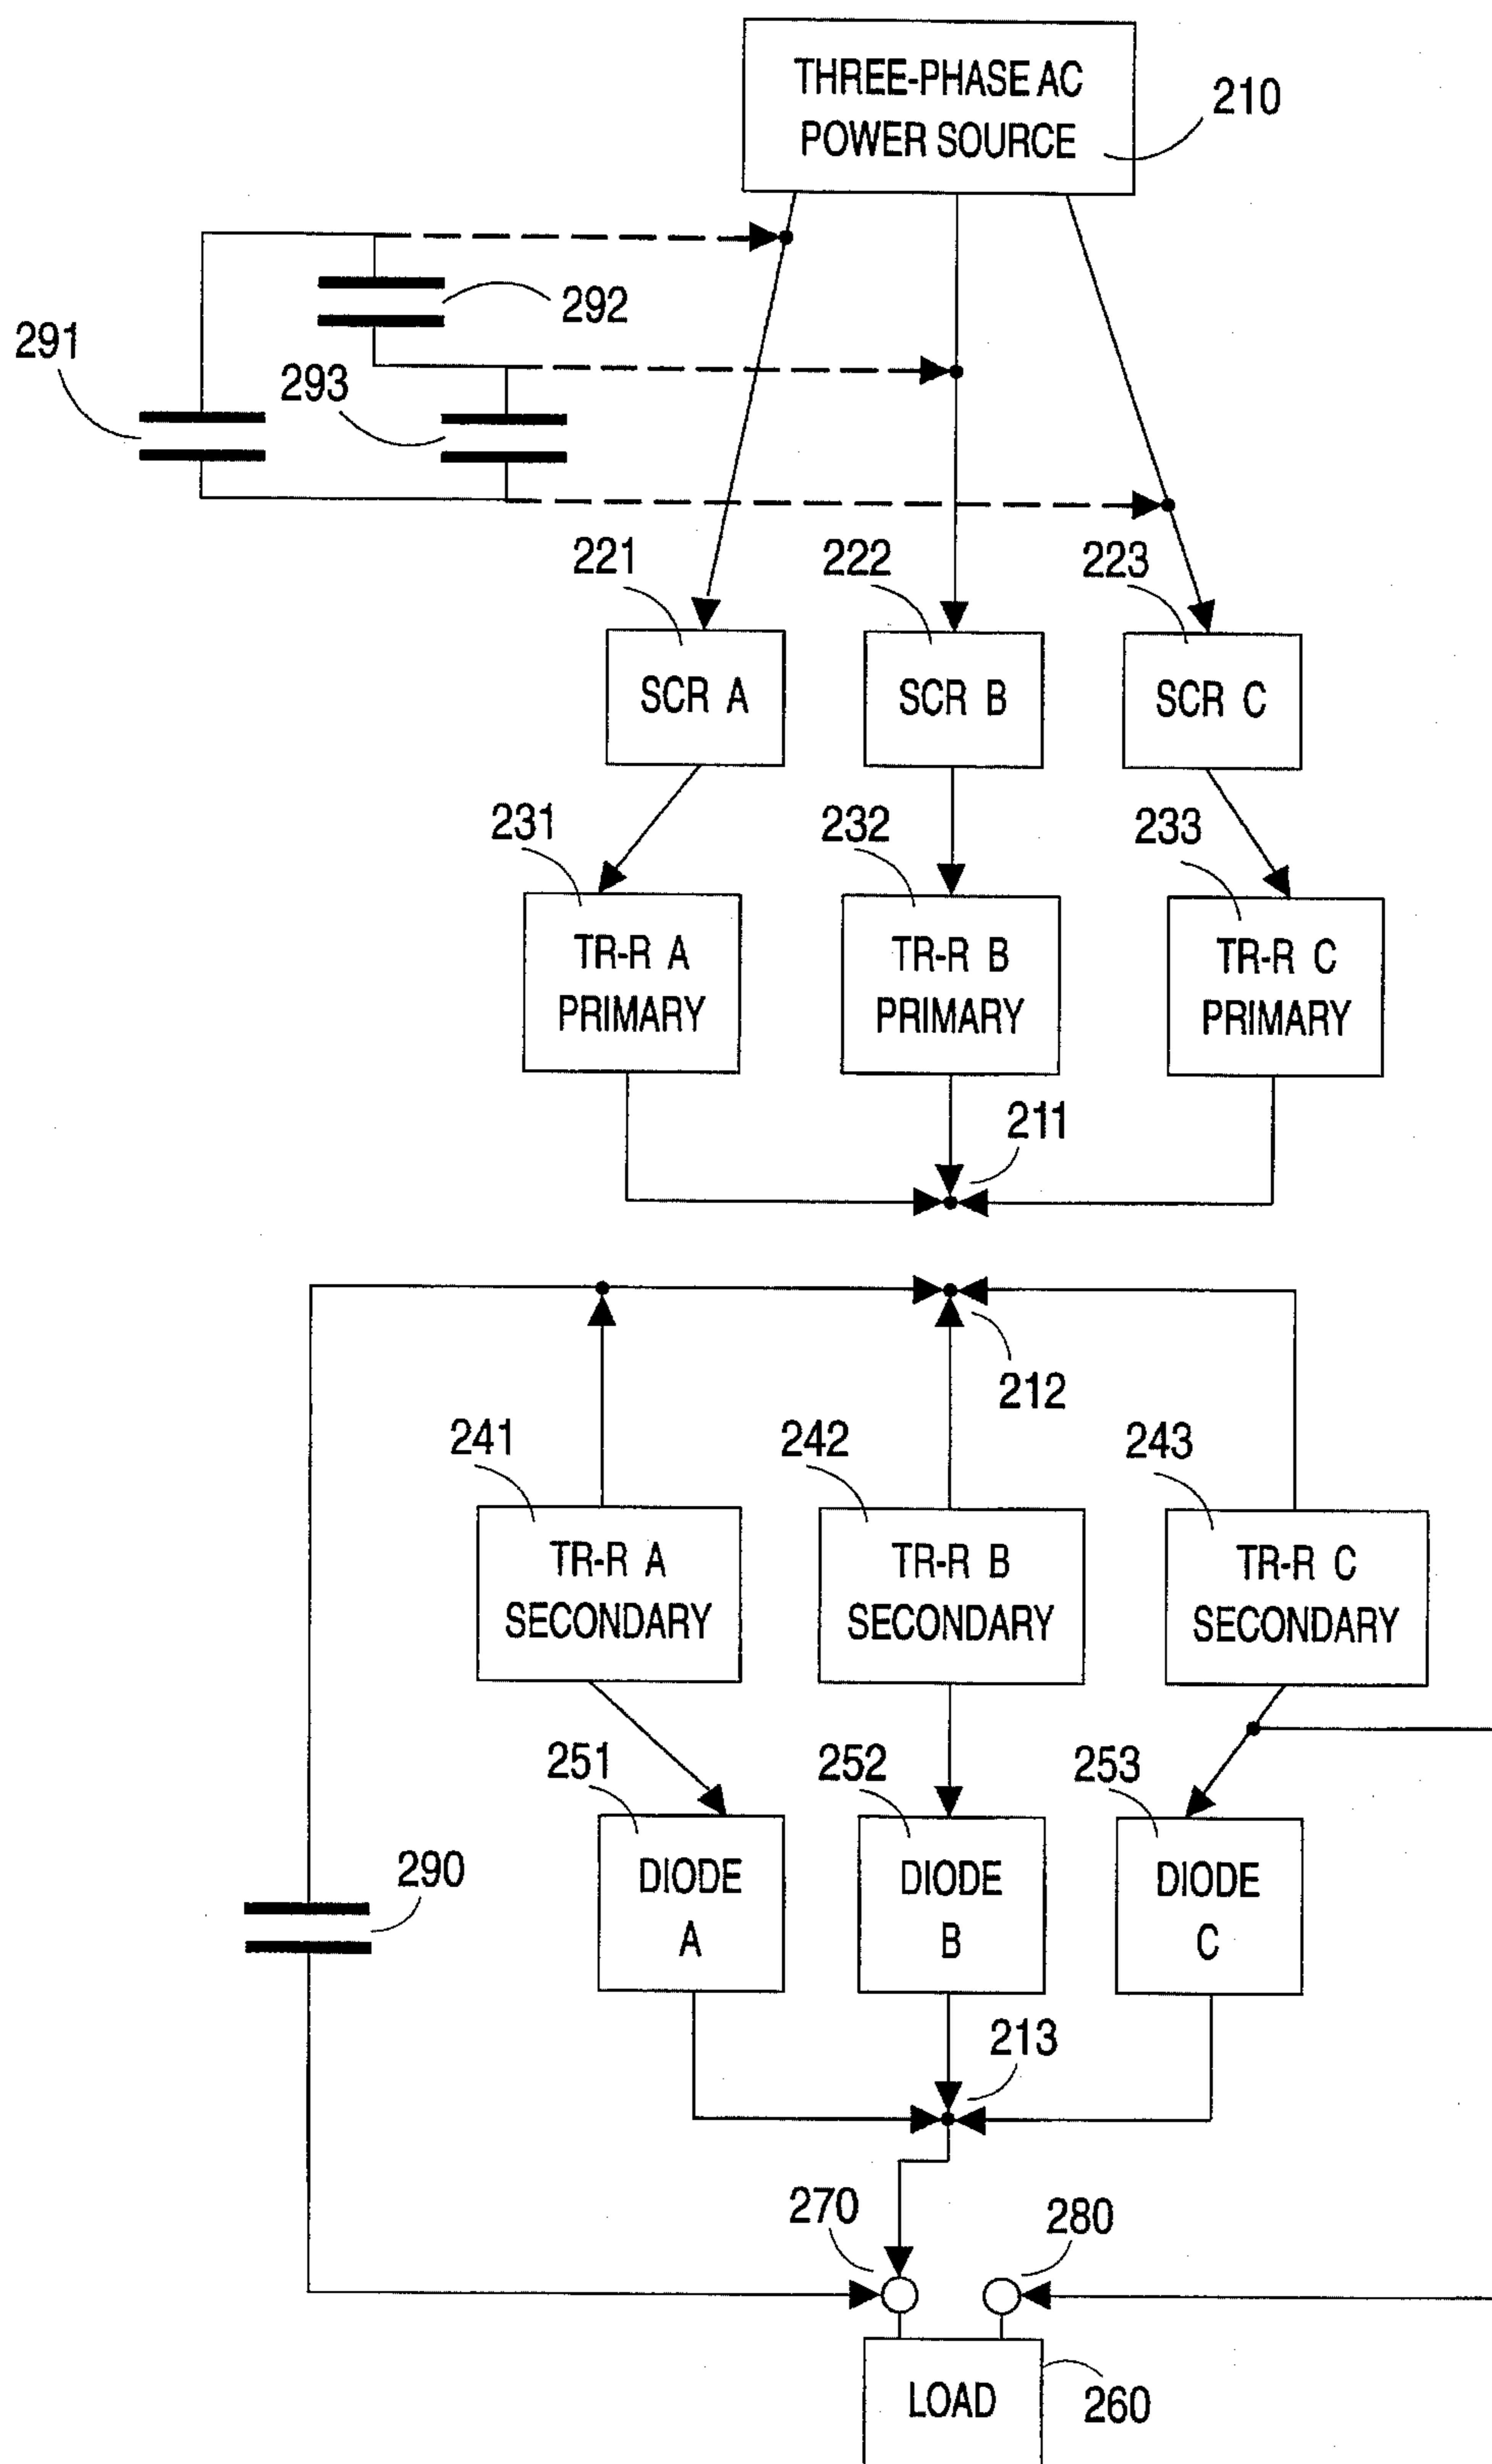 THREE-PHASE AC
POWER SOURCE
210
292
291
293
221
222
223
SCR A
SCR B
SCR C
231
232
233
TR-R A
PRIMARY
TR-R B
PRIMARY
TR-R C
PRIMARY
211
212
241
242
243
TR-R A
SECONDARY
TR-R B
SECONDARY
TR-R C
SECONDARY
251
252
253
290
DIODE
A
DIODE
B
DIODE
C
213
270
280
LOAD
260